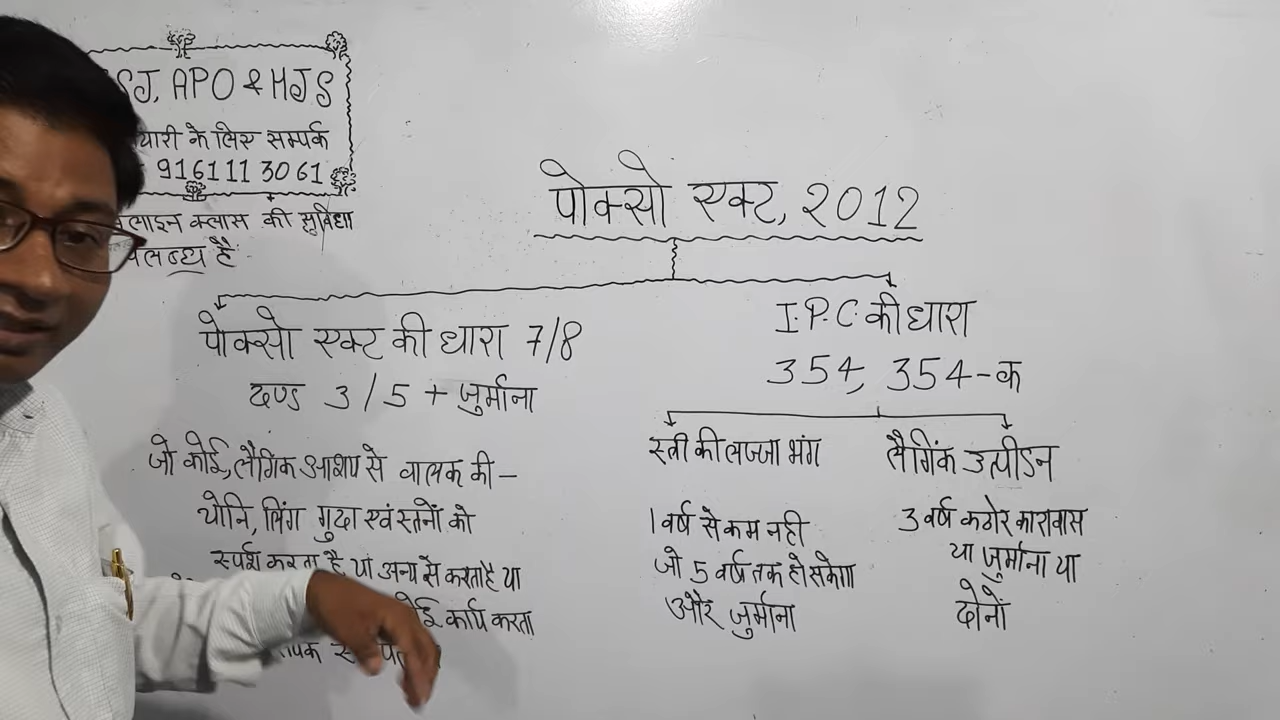 SJ, APO & HJS
यारी के लिए सम्पर्क
9161113061
लाइन क्लास की सुविधा
लब्ध है
पोक्सो एक्ट, 2012
पोक्सो एक्ट की धारा 7/8
दण्ड 3/5 + जुर्माना
जो कोई, लैगिक आशय से बालक की -
योनि, लिंग गुदा एवं स्तनों को
स्पर्श करता है या अन्य से करता है या
कोई कार्य करता
I.P.C. की धारा
354, 354-क
स्त्री की लज्जा भंग
1 वर्ष से कम नही
जो 5 वर्ष तक हो सकेगा
और जुर्माना
लैगिंक उत्पीडन
3 वर्ष कठोर कारावास
या जुर्माना या
दोनों